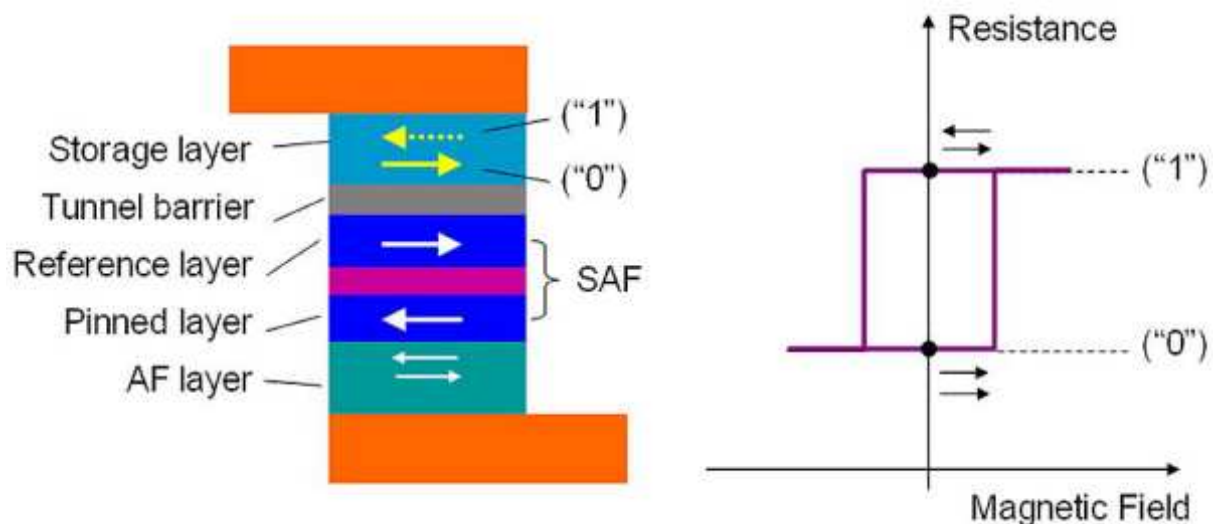 Storage layer
Tunnel barrier
Reference layer
Pinned layer
AF layer
(“1”)
(“0”)
SAF
Resistance
(“1”)
(“0”)
Magnetic Field